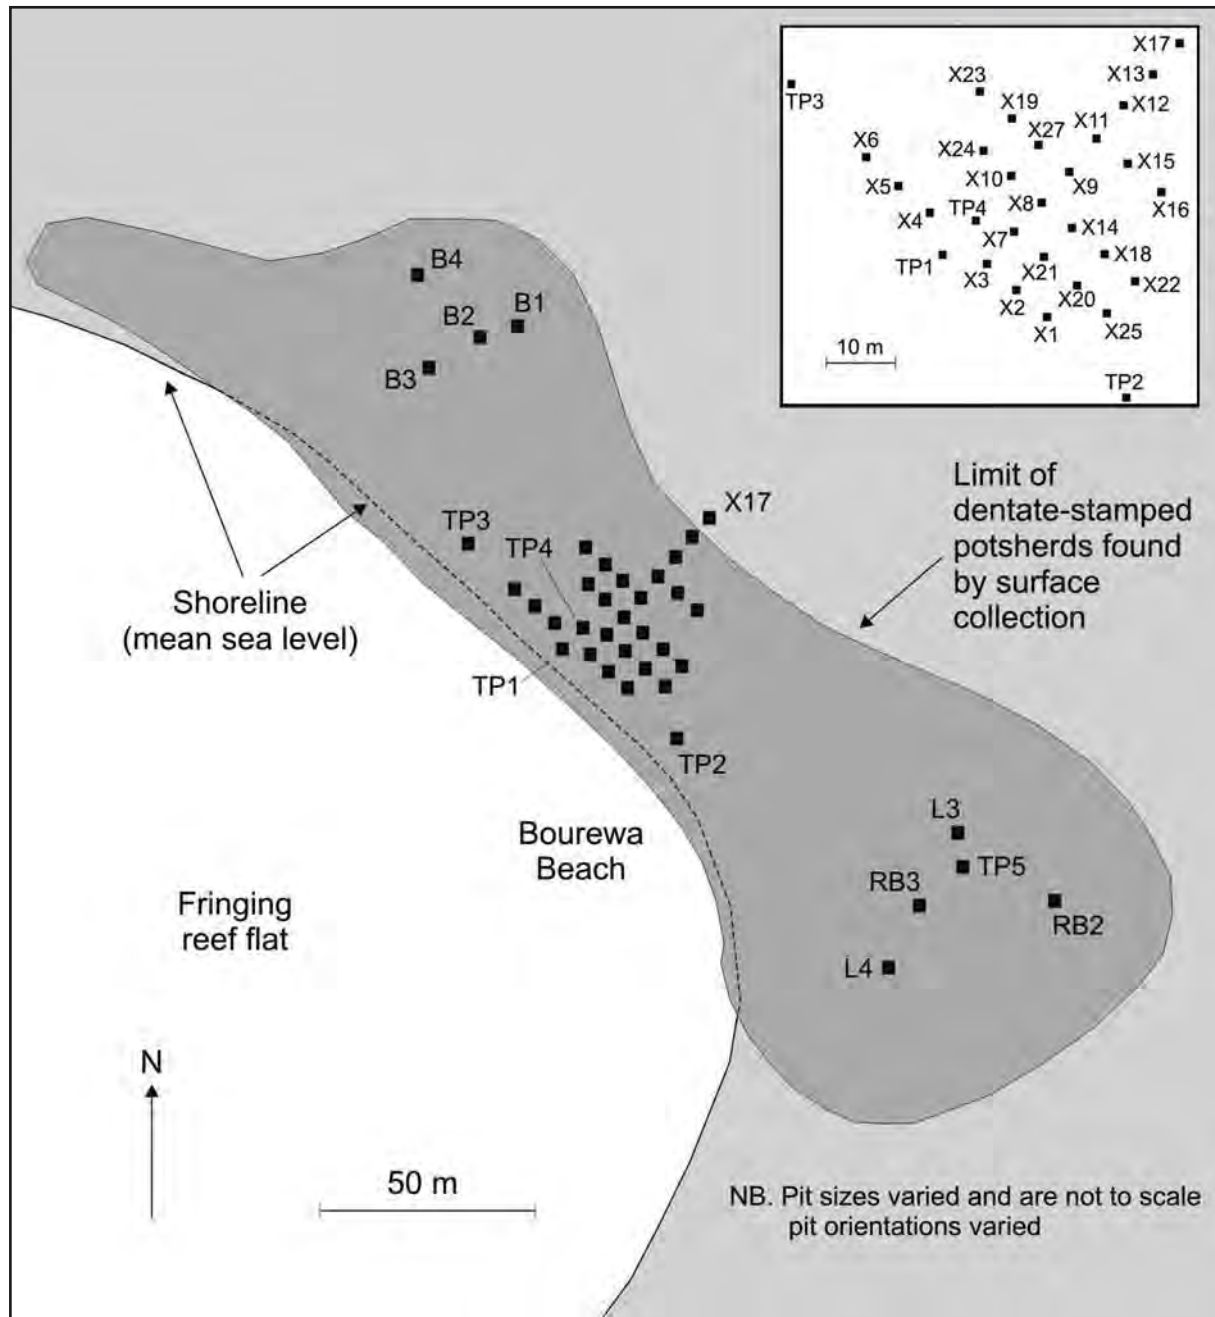 X17
X13
X23
TP3
X12
X19
X11
X27
X6
X24
X15
X10
X9
X5
X8
X16
X4
TP4
X14
X7
X18
TP1
X3
X21
X22
X2
X20
X1
X25
10 m
TP2
B4
B1
B2
B3
Limit of
dentate-stamped
potsherds found
by surface
collection
X17
TP3
TP4
Shoreline
(mean sea level)
TP1
TP2
L3
Bourewa
Beach
TP5
RB3
Fringing
reef flat
RB2
L4
N
50 m
NB. Pit sizes varied and are not to scale
pit orientations varied